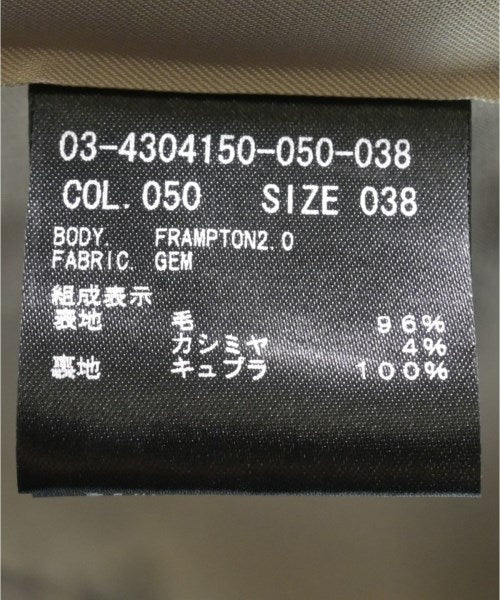 03-4304150-050-038
COL. 050 SIZE 038
BODY. FRAMPTON2.0
FABRIC. GEM
組成表示
表地 毛 96%
カシミヤ 4%
裏地 キュプラ 100%